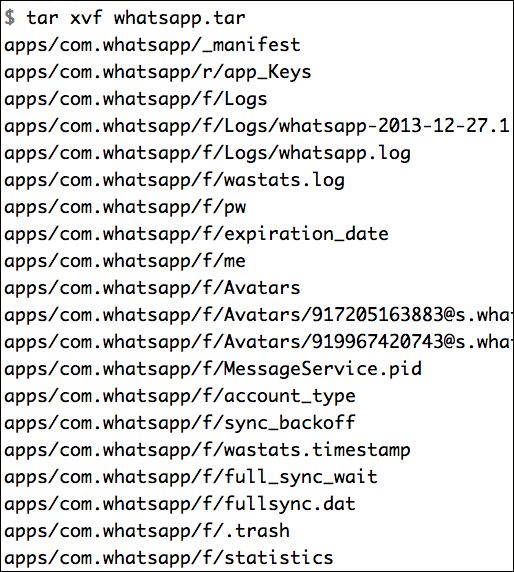 $ tar xvf whatsapp.tar
apps/com.whatsapp/_manifest
apps/com.whatsapp/r/app_Keys
apps/com.whatsapp/f/Logs
apps/com.whatsapp/f/Logs/whatsapp-2013-12-27.1
apps/com.whatsapp/f/Logs/whatsapp.log
apps/com.whatsapp/f/wastats.log
apps/com.whatsapp/f/pw
apps/com.whatsapp/f/expiration_date
apps/com.whatsapp/f/me
apps/com.whatsapp/f/Avatars
apps/com.whatsapp/f/Avatars/917205163883@s.what
apps/com.whatsapp/f/Avatars/919967420743@s.what
apps/com.whatsapp/f/MessageService.pid
apps/com.whatsapp/f/account_type
apps/com.whatsapp/f/sync_backoff
apps/com.whatsapp/f/wastats.timestamp
apps/com.whatsapp/f/full_sync_wait
apps/com.whatsapp/f/fullsync.dat
apps/com.whatsapp/f/.trash
apps/com.whatsapp/f/statistics